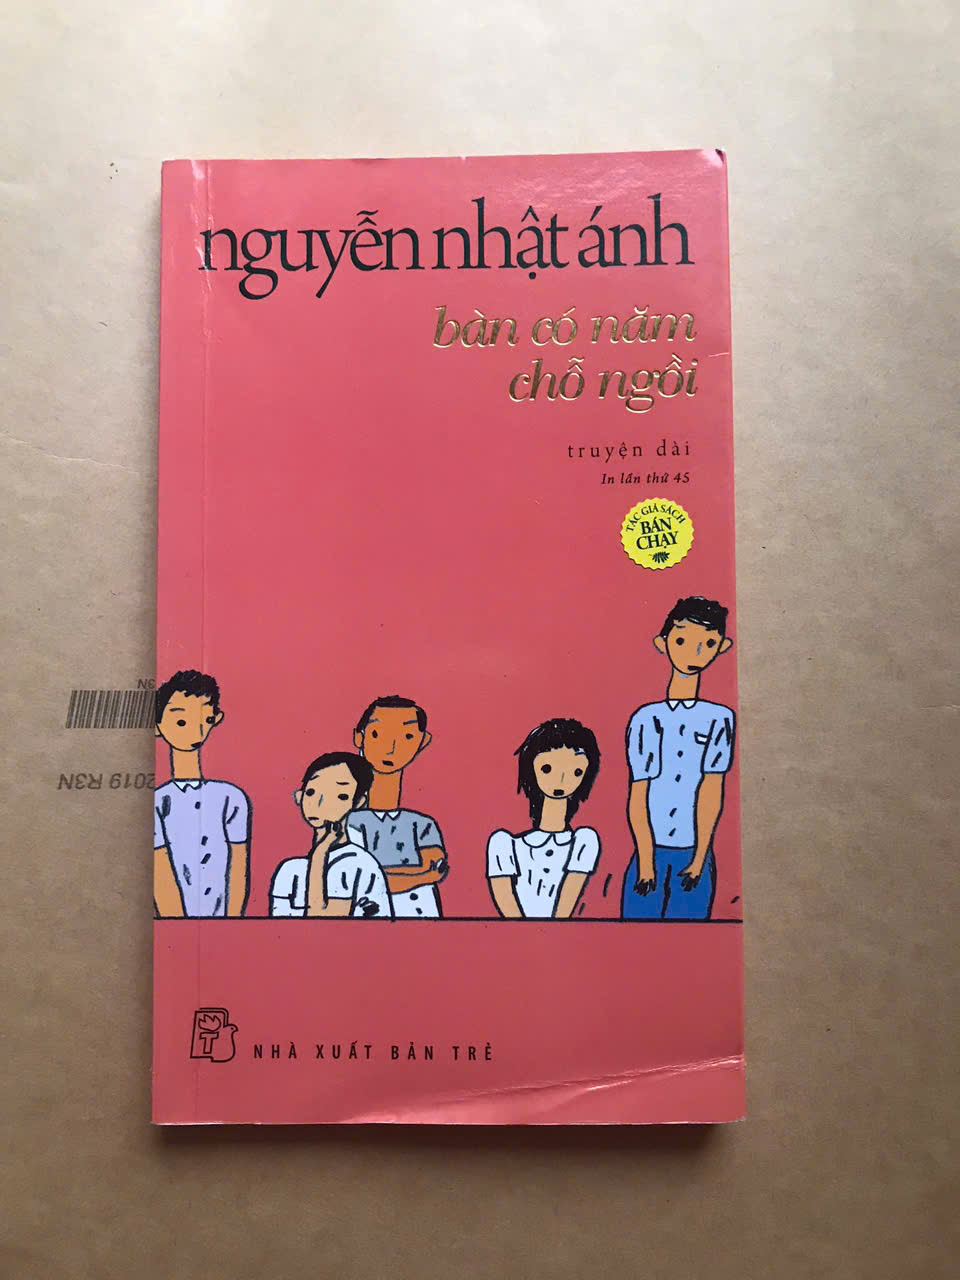 nguyễn nhật ánh
bàn có năm
chỗ ngồi
truyện dài
In lần thứ 45
TÁC GIẢ SÁCH
BÁN
CHẠY
3N
2019 R3N
T
NHÀ XUẤT BẢN TRẺ